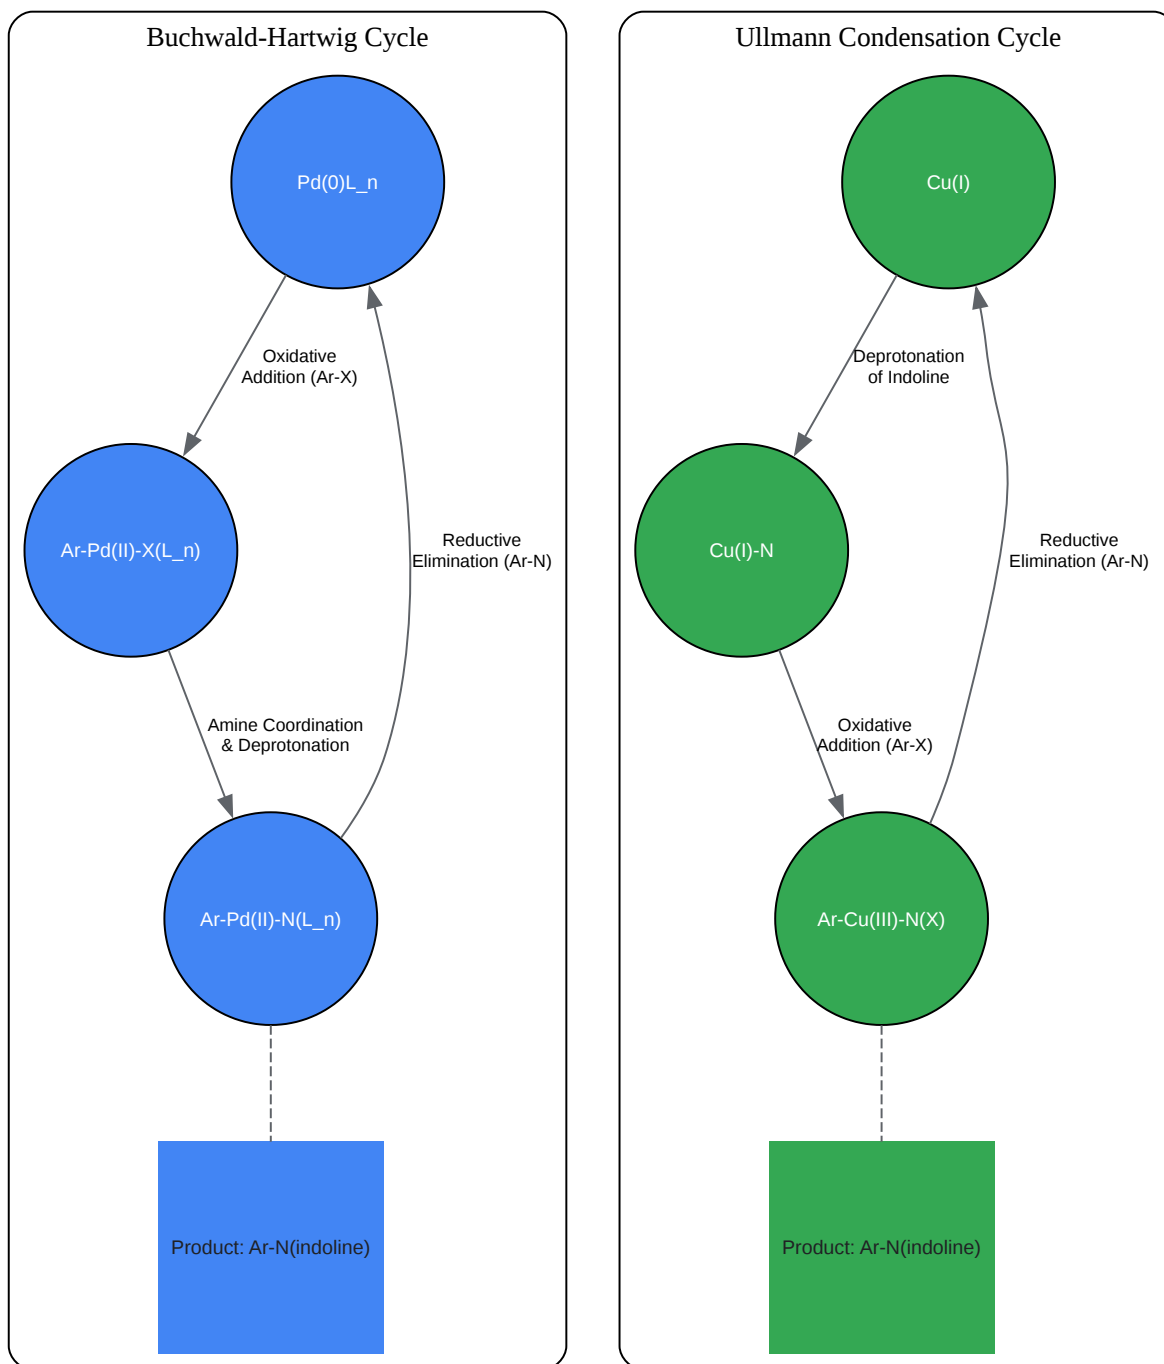 Buchwald-Hartwig Cycle
Pd(0)L_n
Oxidative
Addition (Ar-X)
Ar-Pd(II)-X(L_n)
Reductive
Elimination (Ar-N)
Amine Coordination
& Deprotonation
Ar-Pd(II)-N(L_n)
Product: Ar-N(indoline)
Ullmann Condensation Cycle
Cu(I)
Deprotonation
of Indoline
Cu(I)-N
Reductive
Elimination (Ar-N)
Oxidative
Addition (Ar-X)
Ar-Cu(III)-N(X)
Product: Ar-N(indoline)